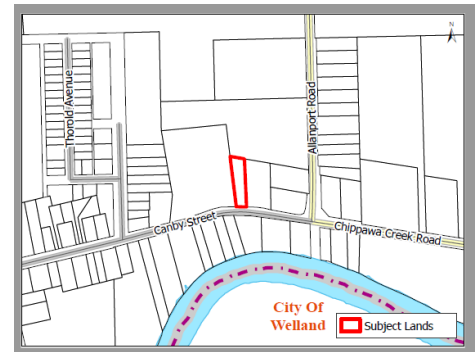 N
Thorold Avenue
Allanport Road
Canby Street
Chippawa Creek Road
City Of
Welland
Subject Lands